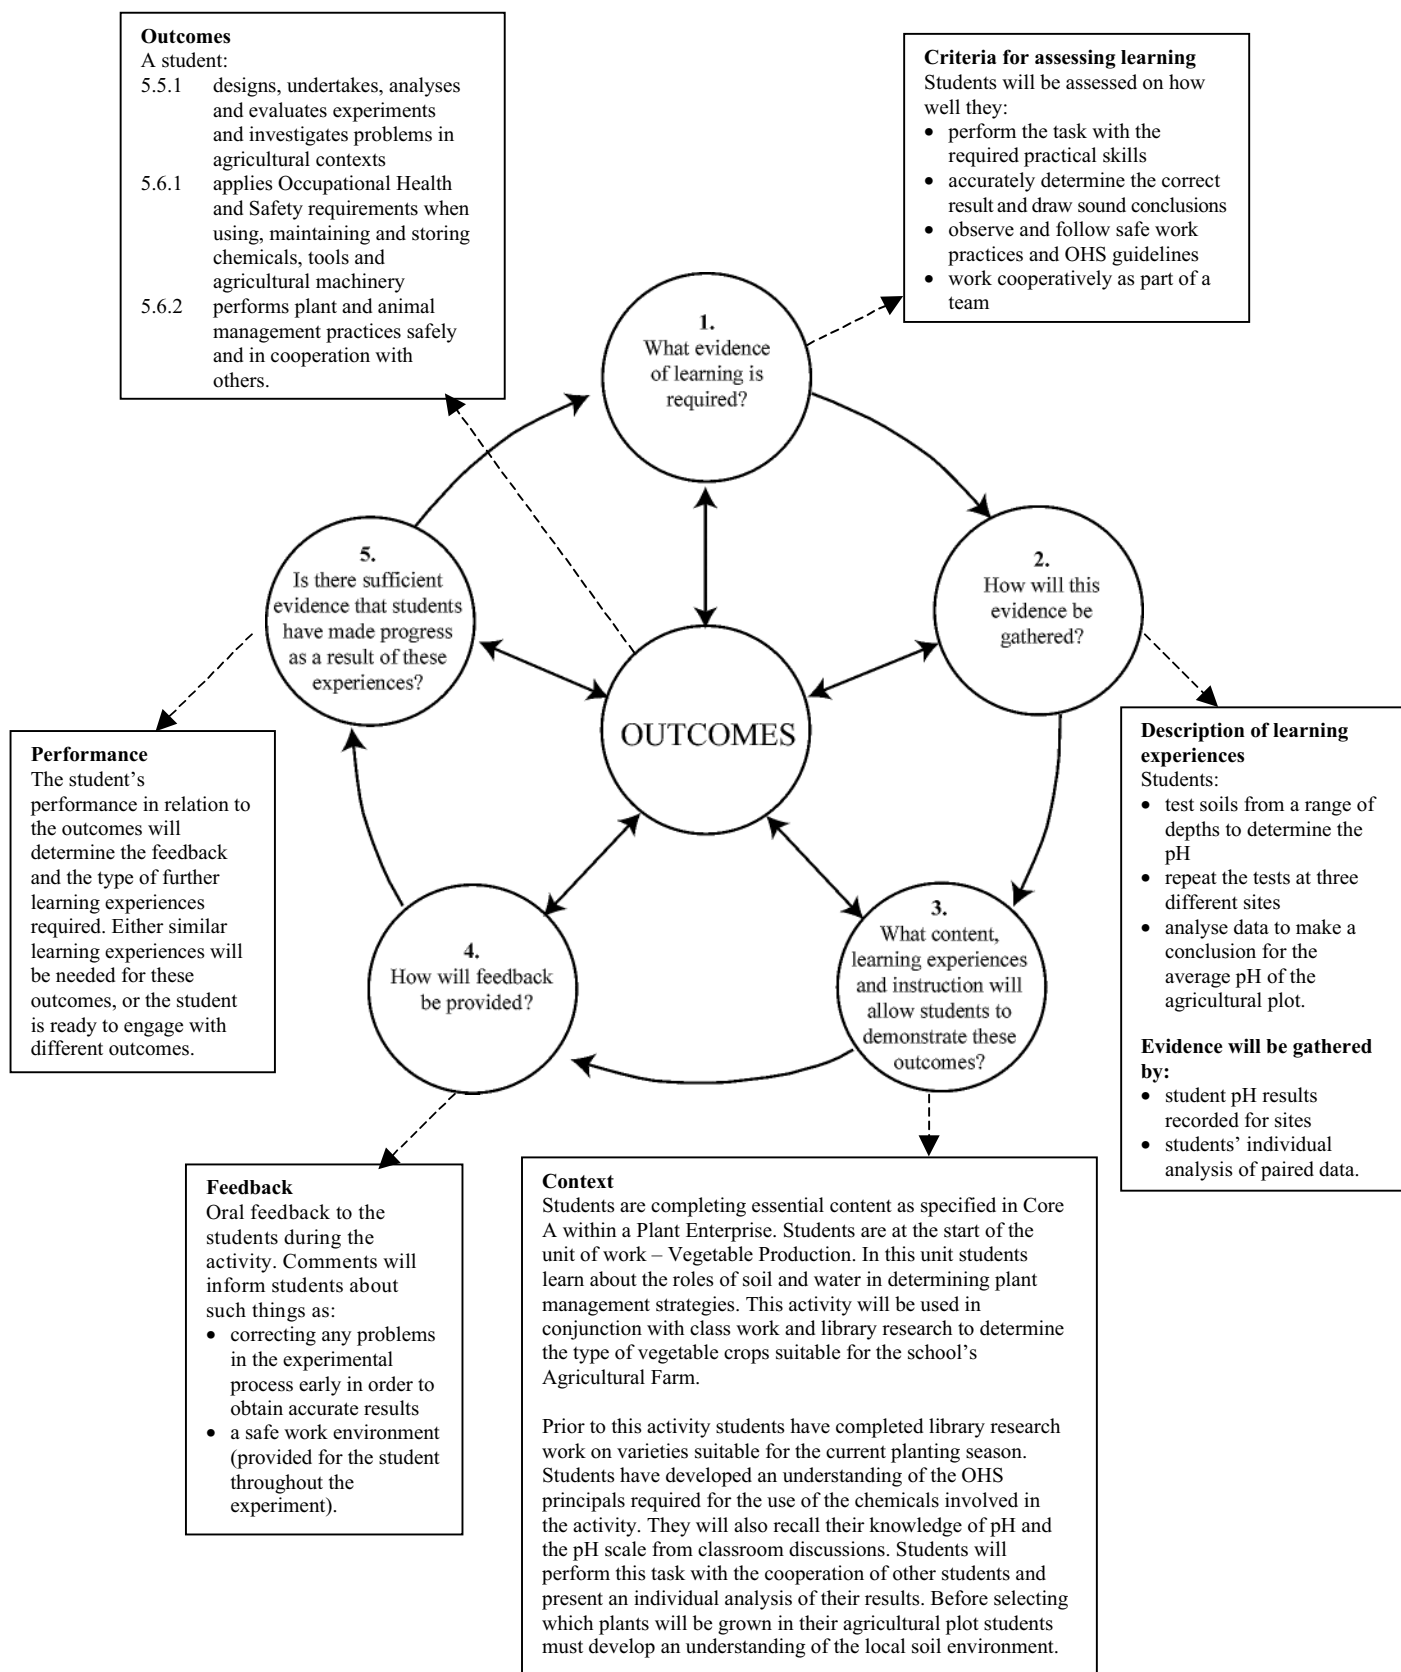 Outcomes
A student:
5.5.1 designs, undertakes, analyses
and evaluates experiments
and investigates problems in
agricultural contexts
5.6.1 applies Occupational Health
and Safety requirements when
using, maintaining and storing
chemicals, tools and
agricultural machinery
5.6.2 performs plant and animal
management practices safely
and in cooperation with
others.
Criteria for assessing learning
Students will be assessed on how
well they:
• perform the task with the
required practical skills
• accurately determine the correct
result and draw sound conclusions
• observe and follow safe work
practices and OHS guidelines
• work cooperatively as part of a
team
1.
What evidence
of learning is
required?
2.
How will this
evidence be
gathered?
5.
Is there sufficient
evidence that students
have made progress
as a result of these
experiences?
OUTCOMES
Description of learning
experiences
Students:
• test soils from a range of
depths to determine the
pH
• repeat the tests at three
different sites
• analyse data to make a
conclusion for the
average pH of the
agricultural plot.
Evidence will be gathered
by:
• student pH results
recorded for sites
• students’ individual
analysis of paired data.
Performance
The student’s
performance in relation to
the outcomes will
determine the feedback
and the type of further
learning experiences
required. Either similar
learning experiences will
be needed for these
outcomes, or the student
is ready to engage with
different outcomes.
4.
How will feedback
be provided?
3.
What content,
learning experiences
and instruction will
allow students to
demonstrate these
outcomes?
Feedback
Oral feedback to the
students during the
activity. Comments will
inform students about
such things as:
• correcting any problems
in the experimental
process early in order to
obtain accurate results
• a safe work environment
(provided for the student
throughout the
experiment).
Context
Students are completing essential content as specified in Core
A within a Plant Enterprise. Students are at the start of the
unit of work – Vegetable Production. In this unit students
learn about the roles of soil and water in determining plant
management strategies. This activity will be used in
conjunction with class work and library research to determine
the type of vegetable crops suitable for the school’s
Agricultural Farm.
Prior to this activity students have completed library research
work on varieties suitable for the current planting season.
Students have developed an understanding of the OHS
principals required for the use of the chemicals involved in
the activity. They will also recall their knowledge of pH and
the pH scale from classroom discussions. Students will
perform this task with the cooperation of other students and
present an individual analysis of their results. Before selecting
which plants will be grown in their agricultural plot students
must develop an understanding of the local soil environment.